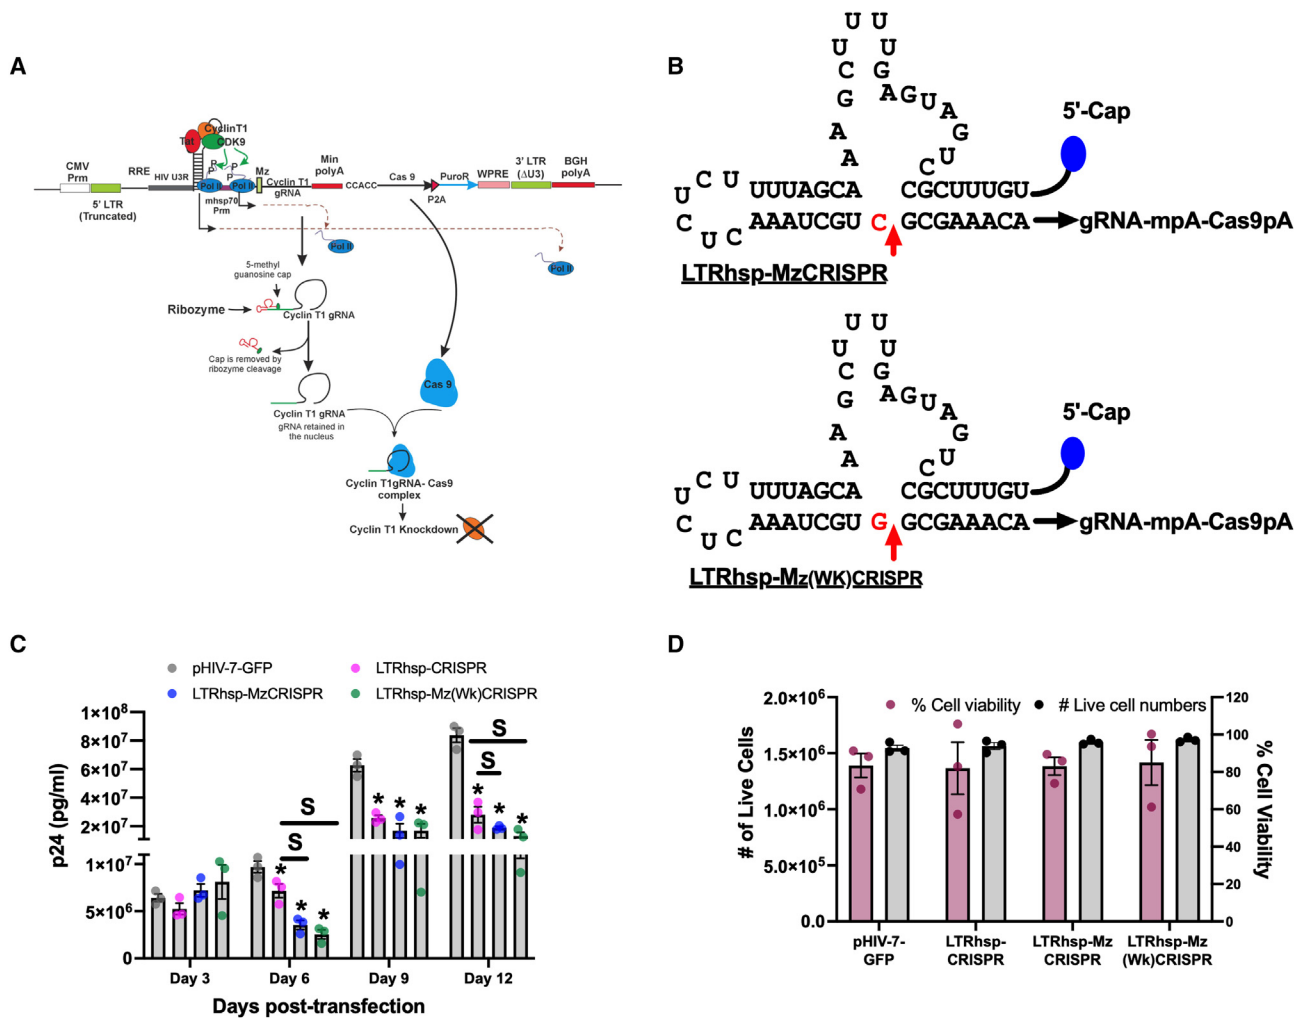 A
CyclinT1
Tat
CDK9
P
P
P
P
CMV
Prm
RRE
HIV U3R
Pol II
Pol II
Mz
Cyclin T1
gRNA
Min
polyA
CCACC
Cas 9
PuroR
P2A
WPRE
3' LTR
(ΔU3)
BGH
polyA
5' LTR
(Truncated)
mhsp70
Prm
Pol II
Pol II
5-methyl
guanosine cap
Ribozyme
Cyclin T1 gRNA
Cap is removed by
ribozyme cleavage
Cas 9
Cyclin T1 gRNA
gRNA retained in
the nucleus
Cyclin T1gRNA- Cas9
complex
Cyclin T1 Knockdown
B
U U
U U
C G
G A G U A
A G
A C U
U C U UUUAGCA CGCUUUGU
5'-Cap
C U C AAAUCGU C GCGAAACA gRNA-mpA-Cas9pA
LTRhsp-MzCRISPR
U U
U U
C G
G A G U A
A G
A C U
U C U UUUAGCA CGCUUUGU
5'-Cap
C U C AAAUCGU G GCGAAACA gRNA-mpA-Cas9pA
LTRhsp-Mz(WK)CRISPR
C
pHIV-7-GFP
LTRhsp-CRISPR
LTRhsp-MzCRISPR
LTRhsp-Mz(Wk)CRISPR
p24 (pg/ml)
1×10⁸
8×10⁷
6×10⁷
4×10⁷
2×10⁷
1×10⁷
5×10⁶
0
S
S
S
S
* * *
* * *
* * *
Day 3
Day 6
Day 9
Day 12
Days post-transfection
D
% Cell viability
# Live cell numbers
# of Live Cells
2.0×10⁶
1.5×10⁶
1.0×10⁶
5.0×10⁵
0.0
120
100
80
60
40
20
0
% Cell Viability
pHIV-7-
GFP
LTRhsp-
CRISPR
LTRhsp-Mz
CRISPR
LTRhsp-Mz
(Wk)CRISPR